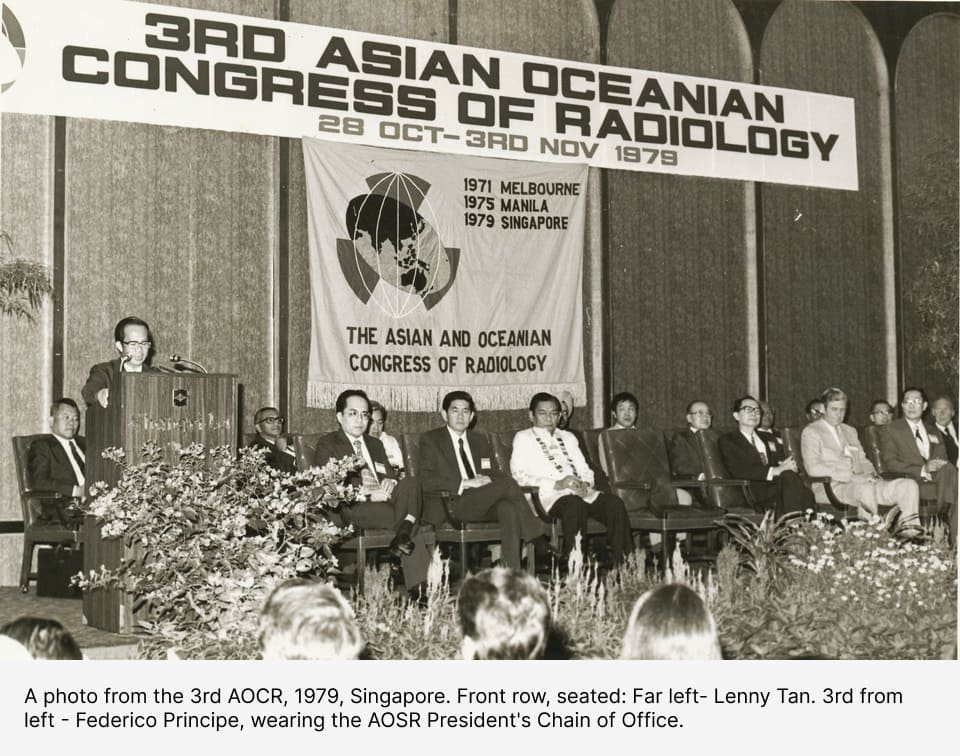 3RD ASIAN OCEANIAN
CONGRESS OF RADIOLOGY
28 OCT-3RD NOV 1979
1971 MELBOURNE
1975 MANILA
1979 SINGAPORE
THE ASIAN AND OCEANIAN
CONGRESS OF RADIOLOGY
A photo from the 3rd AOCR, 1979, Singapore. Front row, seated: Far left- Lenny Tan. 3rd from
left - Federico Principe, wearing the AOSR President's Chain of Office.